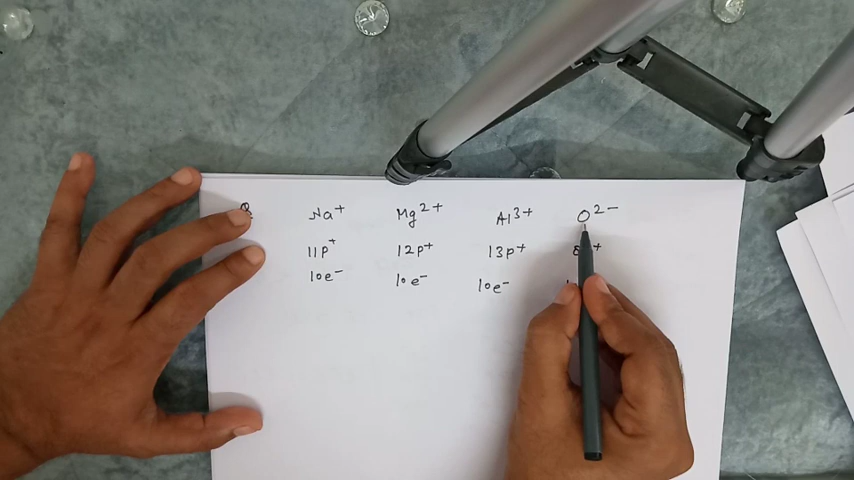 Q Na⁺ Mg²⁺ Al³⁺ O²⁻
11p⁺ 12p⁺ 13p⁺
10e⁻ 10e⁻ 10e⁻